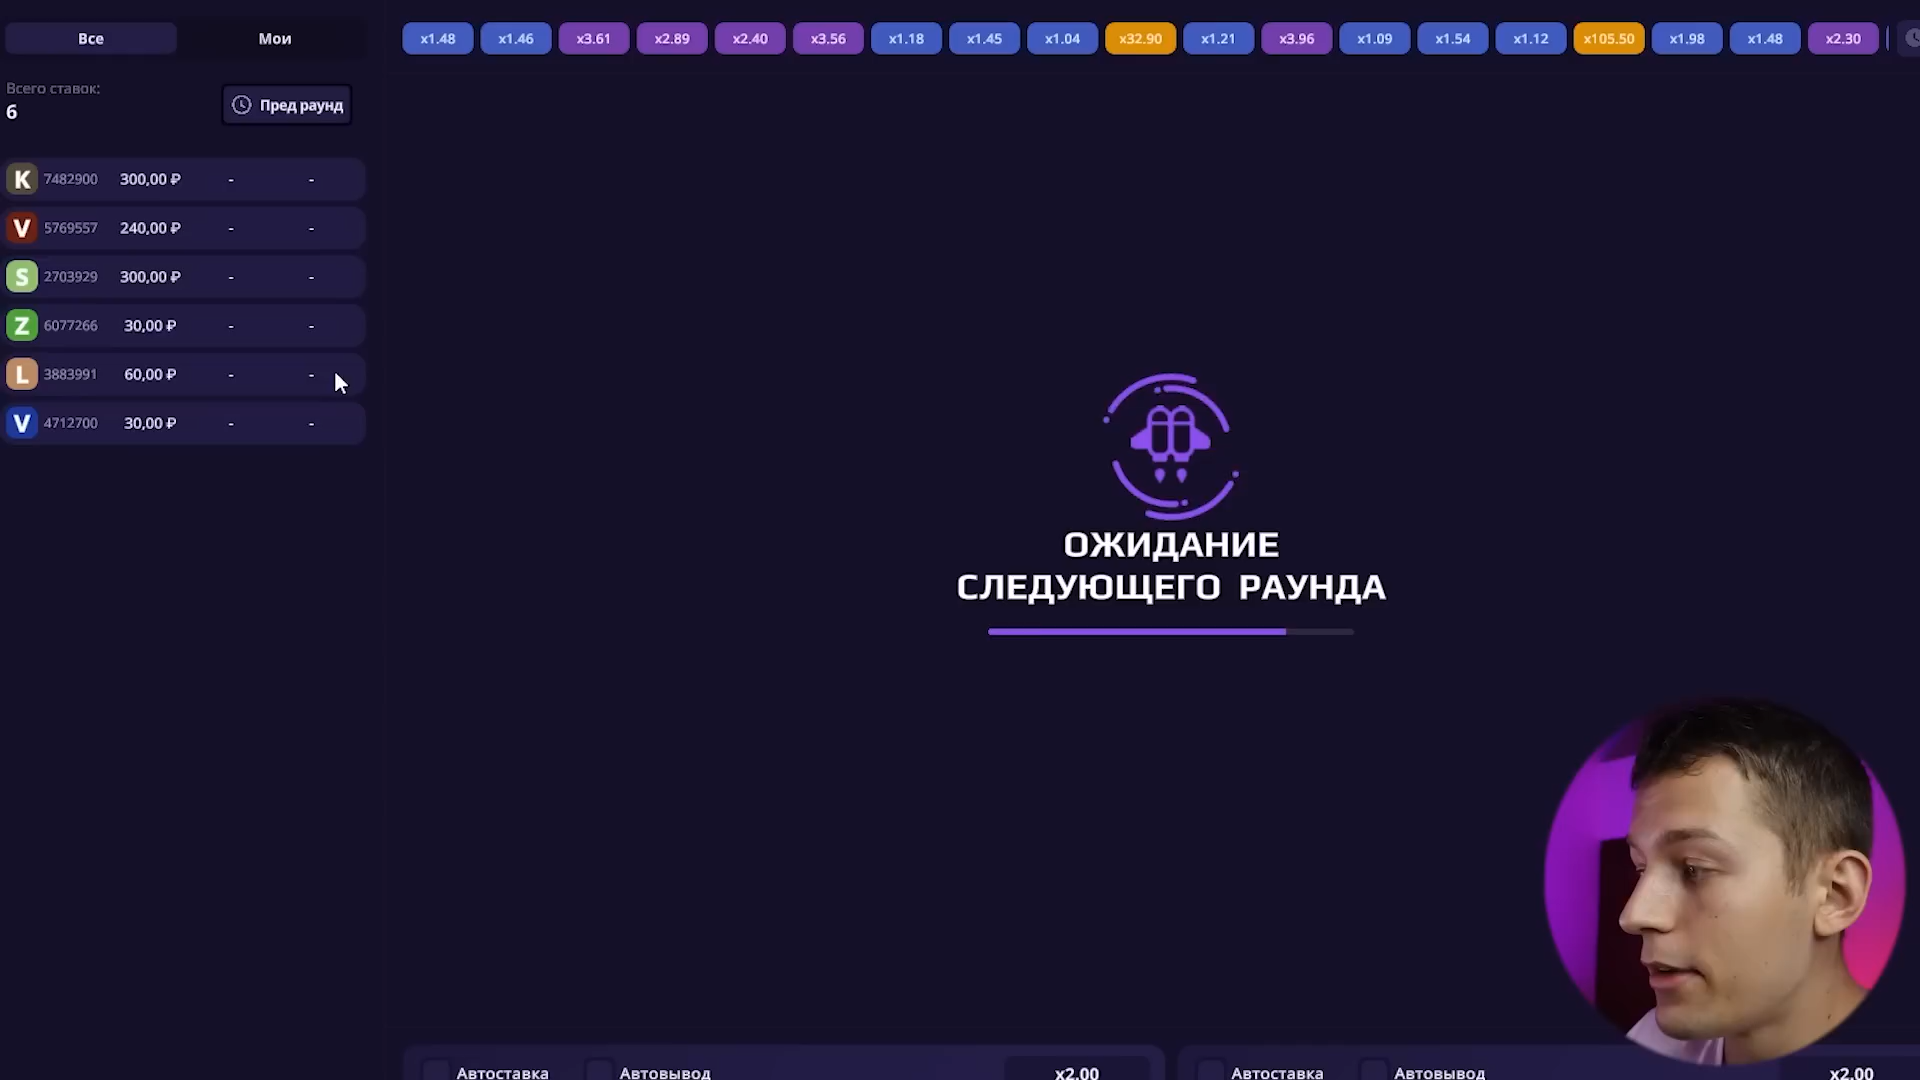 Все
Мои
x1.48
x1.46
x3.61
x2.89
x2.40
x3.56
x1.18
x1.45
x1.04
x32.90
x1.21
x3.96
x1.09
x1.54
x1.12
x105.50
x1.98
x1.48
x2.30
Всего ставок:
6
Пред раунд
K 7482900 300,00 ₽ - -
V 5769557 240,00 ₽ - -
S 2703929 300,00 ₽ - -
Z 6077266 30,00 ₽ - -
L 3883991 60,00 ₽ - -
V 4712700 30,00 ₽ - -
ОЖИДАНИЕ
СЛЕДУЮЩЕГО РАУНДА
Автоставка
Автовывод
x2.00
Автоставка
Автовывод
x2.00